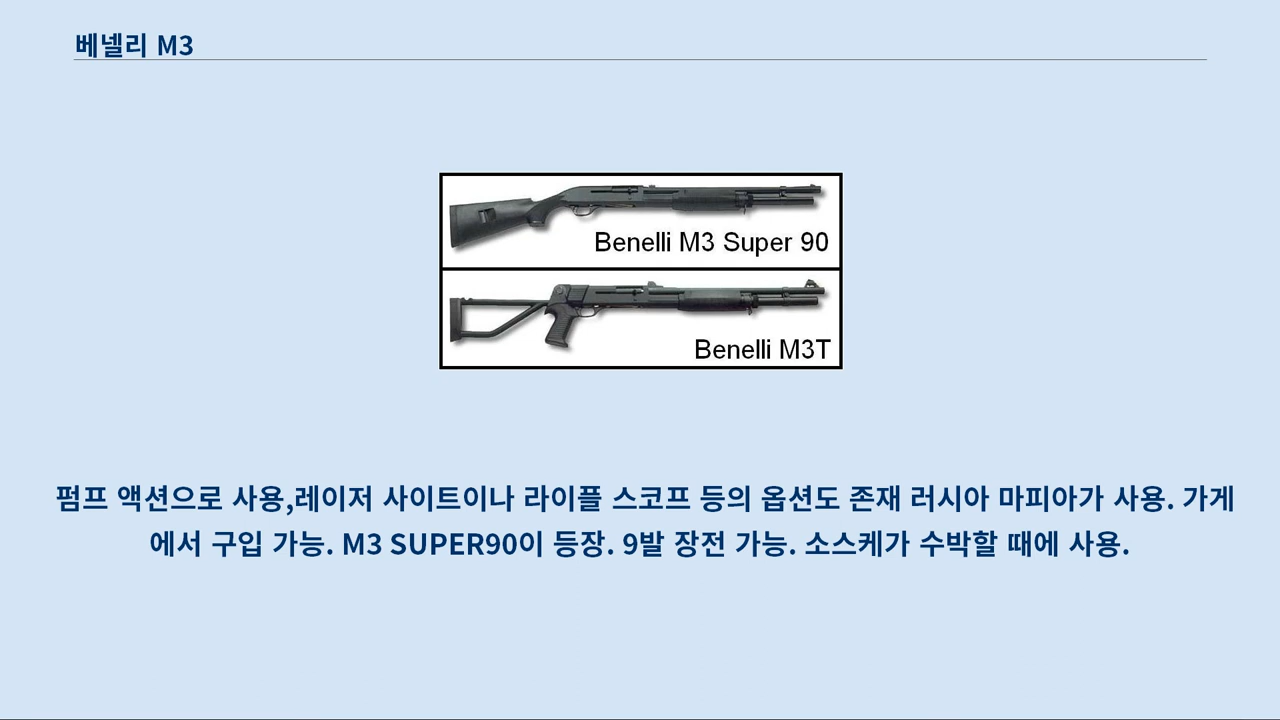 베넬리 M3
Benelli M3 Super 90
Benelli M3T
펌프 액션으로 사용,레이저 사이트이나 라이플 스코프 등의 옵션도 존재 러시아 마피아가 사용. 가게
에서 구입 가능. M3 SUPER90이 등장. 9발 장전 가능. 소스케가 수박할 때에 사용.